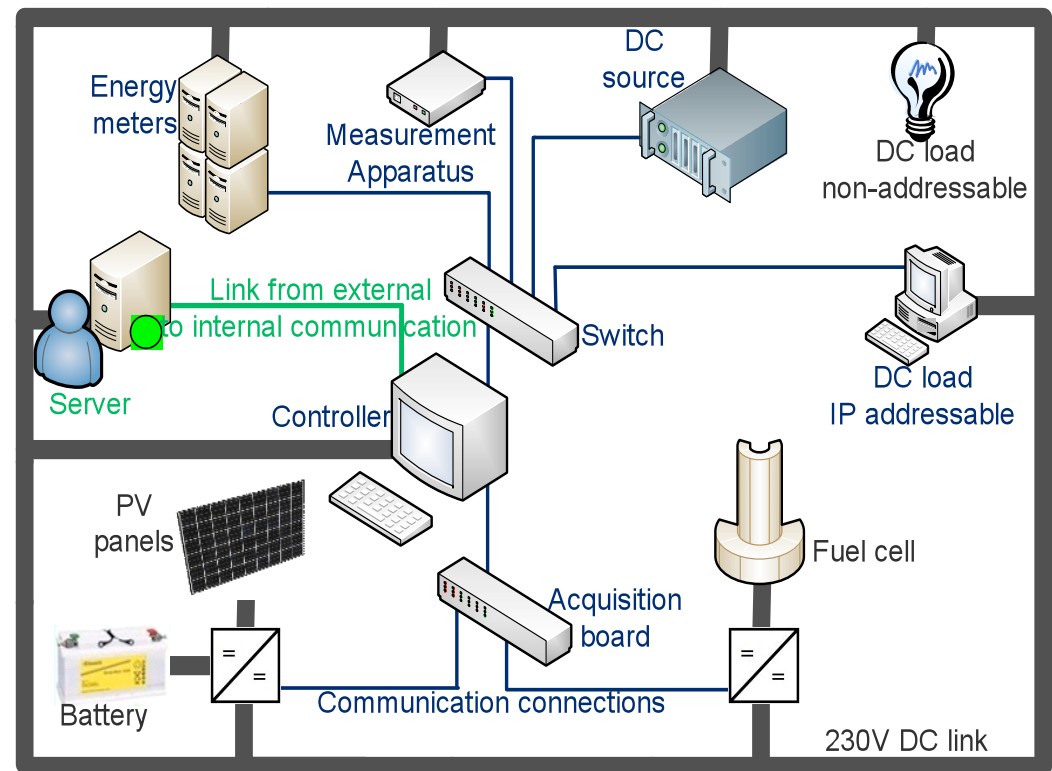 Energy
meters
Measurement
Apparatus
DC
source
DC load
non-addressable
Link from external
to internal communication
Server
Switch
DC load
IP addressable
Controller
PV
panels
Fuel cell
Acquisition
board
=
=
=
=
Battery
Communication connections
230V DC link